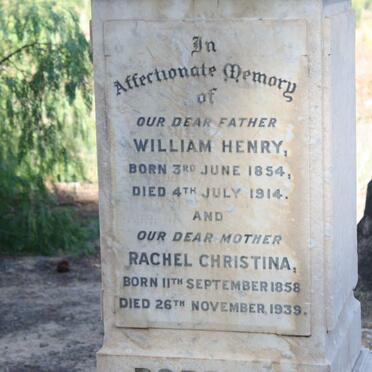 In
Affectionate Memory
of
OUR DEAR FATHER
WILLIAM HENRY,
BORN 3RD JUNE 1854,
DIED 4TH JULY 1914.
AND
OUR DEAR MOTHER
RACHEL CHRISTINA,
BORN 11TH SEPTEMBER 1858
DIED 26TH NOVEMBER, 1939.